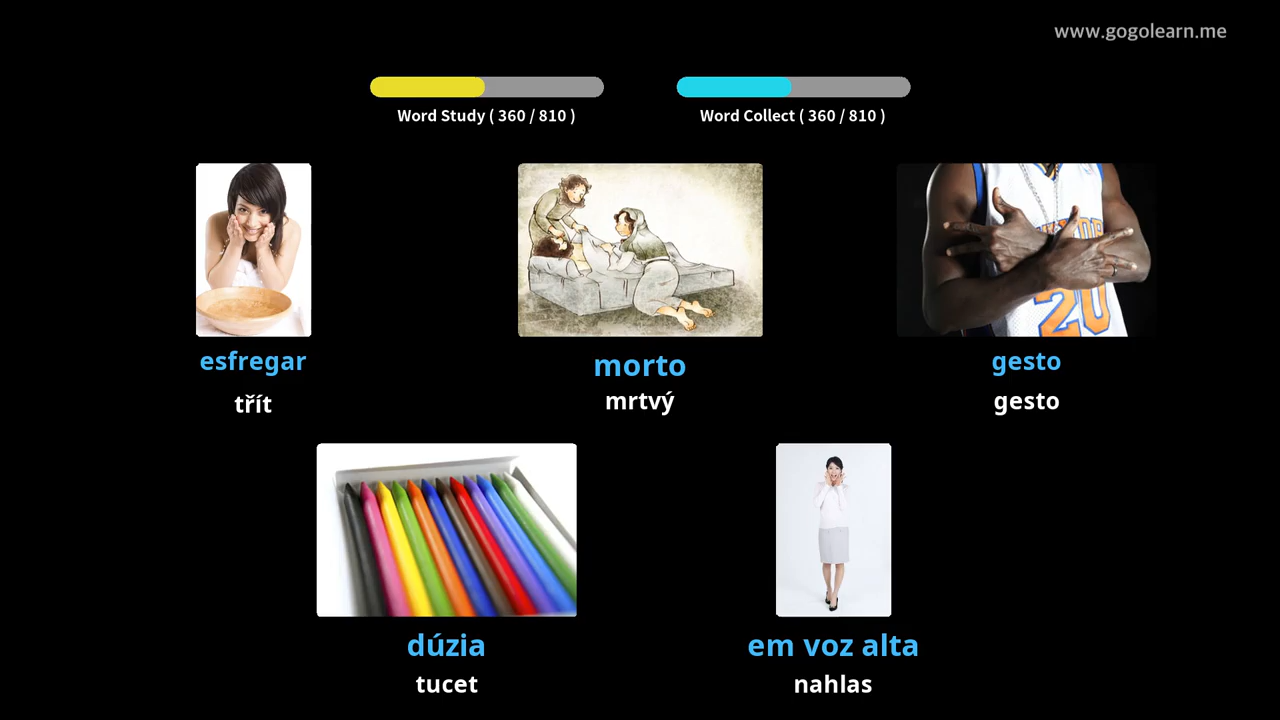 www.gogolearn.me
Word Study ( 360 / 810 )
Word Collect ( 360 / 810 )
esfregar
třít
morto
mrtvý
20
gesto
gesto
dúzia
tucet
em voz alta
nahlas